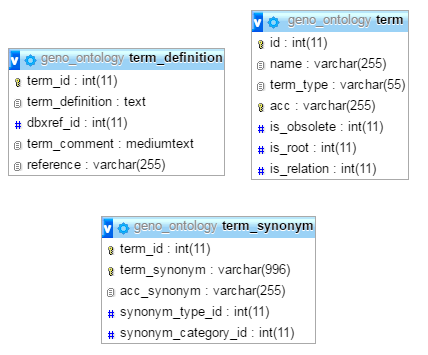 geno_ontology term_definition
term_id : int(11)
term_definition : text
dbxref_id : int(11)
term_comment : mediumtext
reference : varchar(255)
geno_ontology term
id : int(11)
name : varchar(255)
term_type : varchar(55)
acc : varchar(255)
is_obsolete : int(11)
is_root : int(11)
is_relation : int(11)
geno_ontology term_synonym
term_id : int(11)
term_synonym : varchar(996)
acc_synonym : varchar(255)
synonym_type_id : int(11)
synonym_category_id : int(11)